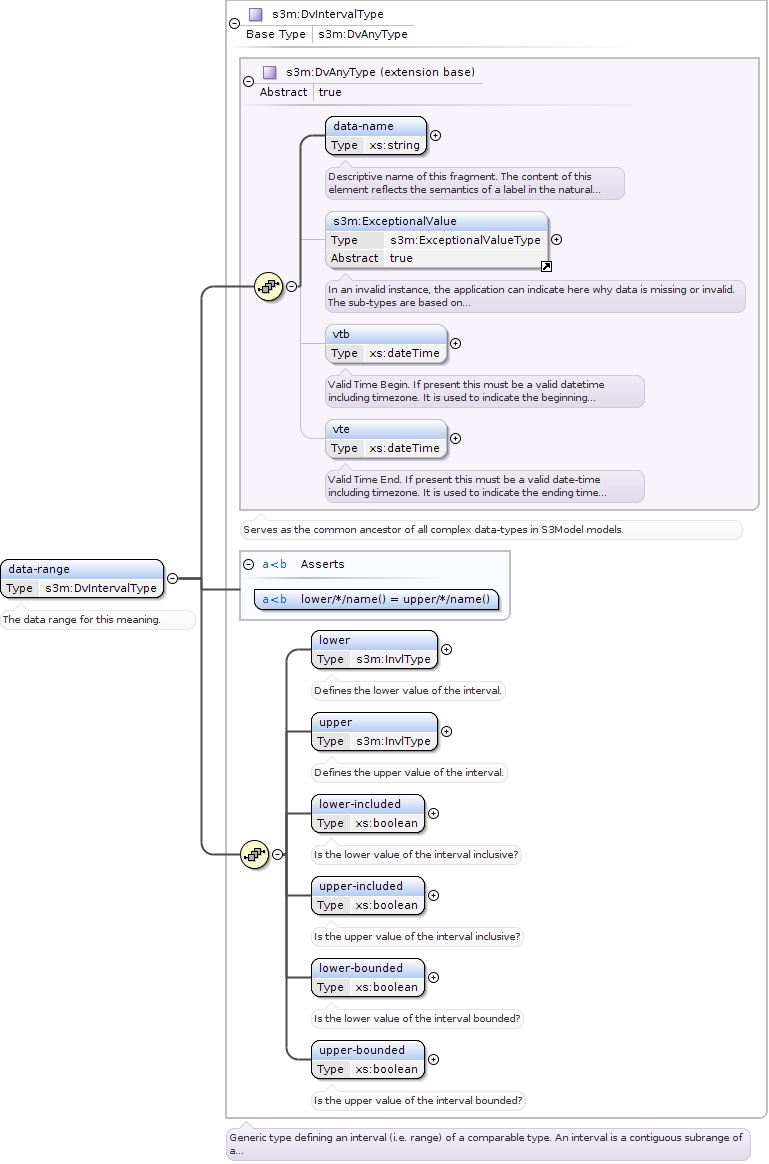 s3m:DvIntervalType
Base Type s3m:DvAnyType
s3m:DvAnyType (extension base)
Abstract true
data-name
Type xs:string
Descriptive name of this fragment. The content of this
element reflects the semantics of a label in the natural...
s3m:ExceptionalValue
Type s3m:ExceptionalValueType
Abstract true
In an invalid instance, the application can indicate here why data is missing or invalid.
The sub-types are based on...
vtb
Type xs:dateTime
Valid Time Begin. If present this must be a valid datetime
including timezone. It is used to indicate the beginning...
vte
Type xs:dateTime
Valid Time End. If present this must be a valid date-time
including timezone. It is used to indicate the ending time...
Serves as the common ancestor of all complex data-types in S3Model models.
data-range
Type s3m:DvIntervalType
The data range for this meaning.
a<b Asserts
a<b lower/*/name() = upper/*/name()
lower
Type s3m:InvlType
Defines the lower value of the interval.
upper
Type s3m:InvlType
Defines the upper value of the interval.
lower-included
Type xs:boolean
Is the lower value of the interval inclusive?
upper-included
Type xs:boolean
Is the upper value of the interval inclusive?
lower-bounded
Type xs:boolean
Is the lower value of the interval bounded?
upper-bounded
Type xs:boolean
Is the upper value of the interval bounded?
Generic type defining an interval (i.e. range) of a comparable type. An interval is a contiguous subrange of
a...